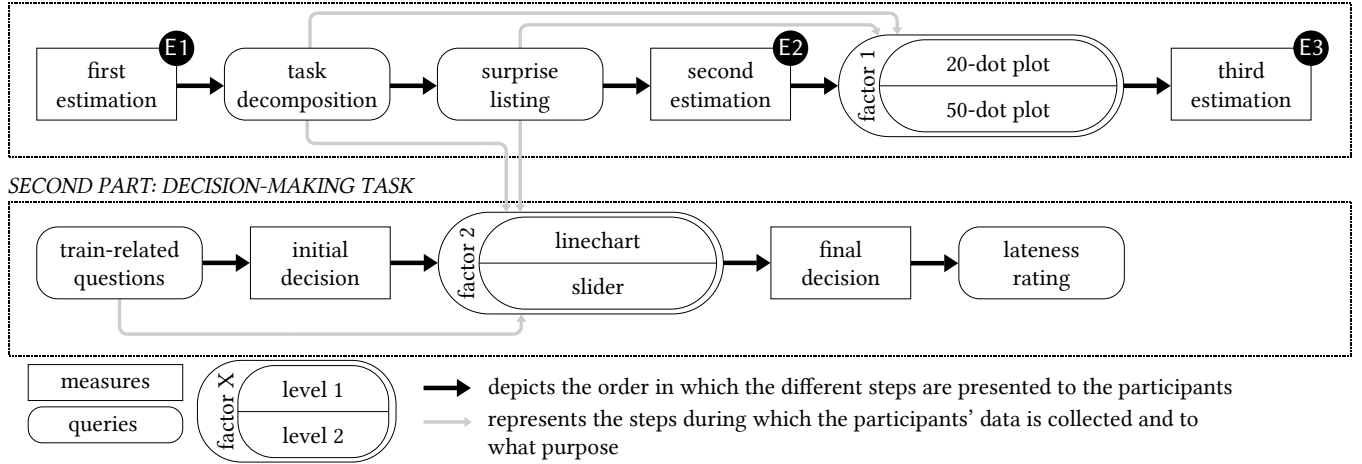 E1
E2
E3
first
estimation
task
decomposition
surprise
listing
second
estimation
factor 1
20-dot plot
50-dot plot
third
estimation
SECOND PART: DECISION-MAKING TASK
train-related
questions
initial
decision
factor 2
linechart
slider
final
decision
lateness
rating
measures
queries
factor X
level 1
level 2
depicts the order in which the different steps are presented to the participants
represents the steps during which the participants' data is collected and to
what purpose